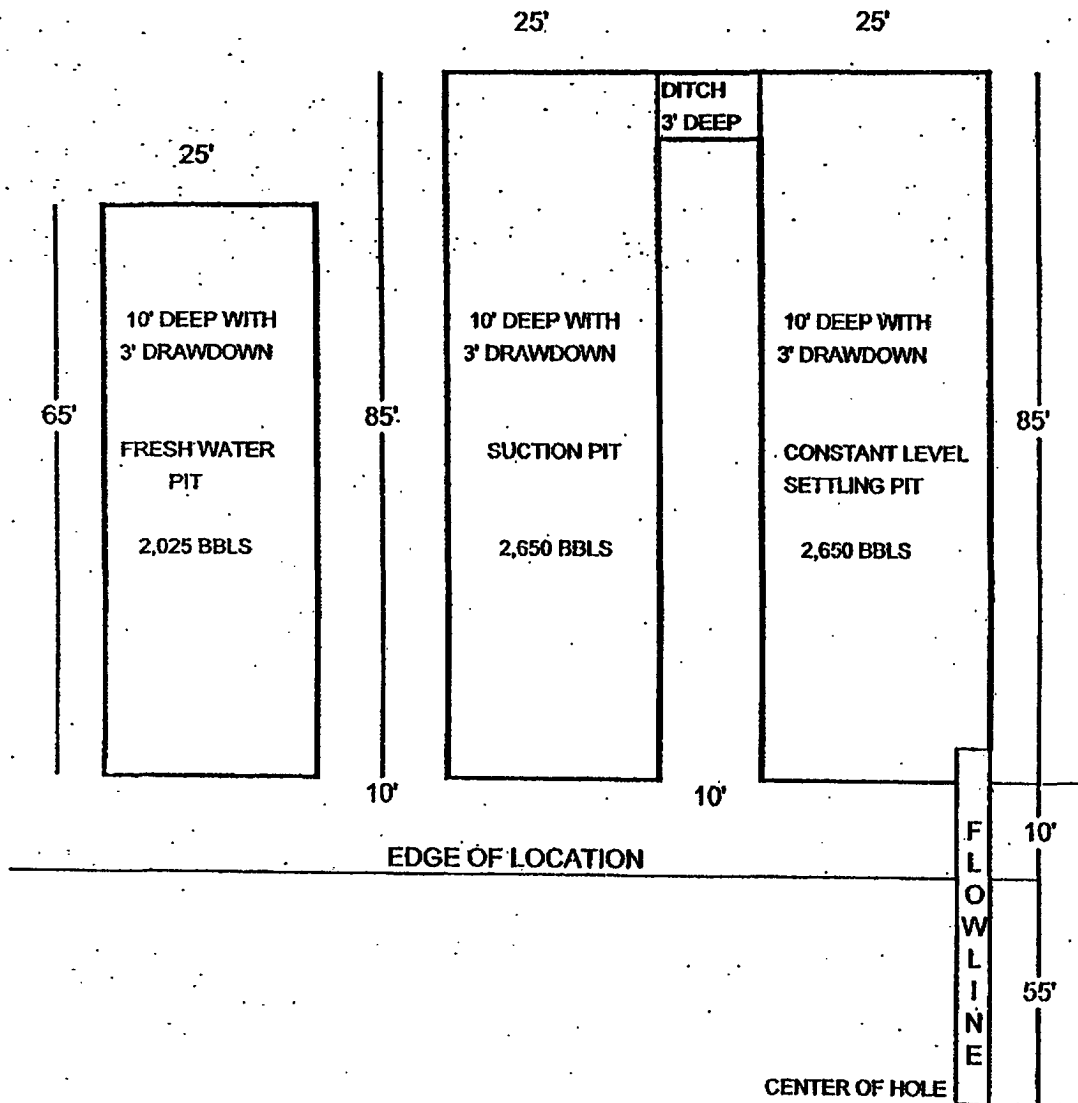 25'
25'
DITCH
3' DEEP
25'
10' DEEP WITH
3' DRAWDOWN
10' DEEP WITH
3' DRAWDOWN
10' DEEP WITH
3' DRAWDOWN
65'
85'
85'
FRESH WATER
PIT
SUCTION PIT
CONSTANT LEVEL
SETTLING PIT
2,025 BBLS
2,650 BBLS
2,650 BBLS
10'
10'
10'
EDGE OF LOCATION
FLOWLINE
55'
CENTER OF HOLE